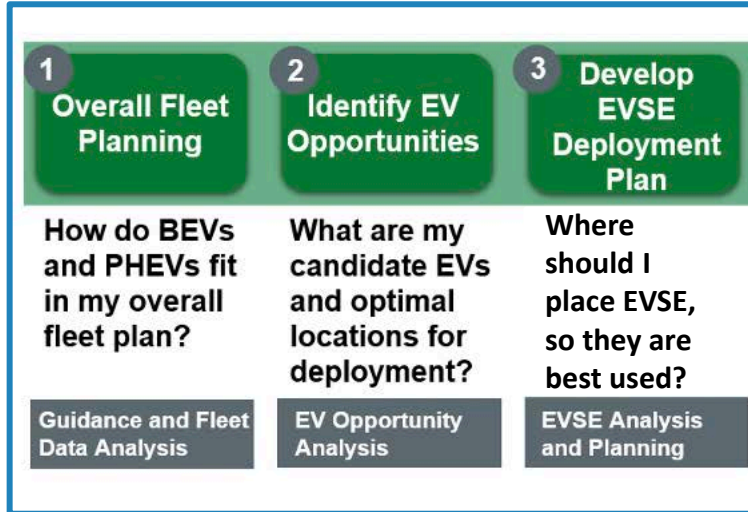 1
Overall Fleet
Planning
How do BEVs
and PHEVs fit
in my overall
fleet plan?
Guidance and Fleet
Data Analysis
2
Identify EV
Opportunities
What are my
candidate EVs
and optimal
locations for
deployment?
EV Opportunity
Analysis
3
Develop
EVSE
Deployment
Plan
Where
should I
place EVSE,
so they are
best used?
EVSE Analysis
and Planning